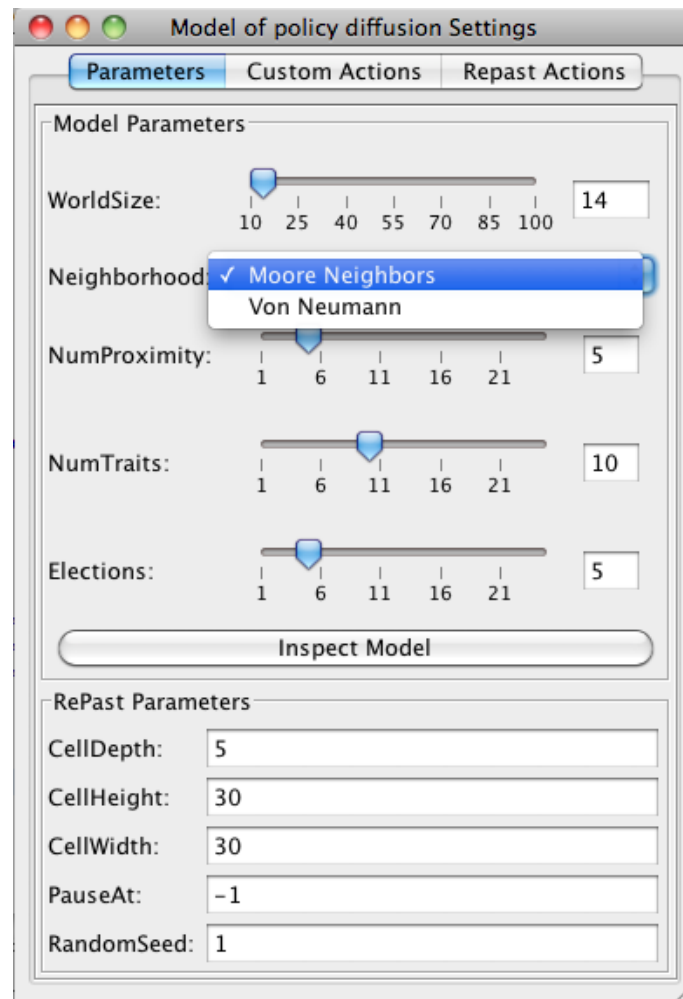 Model of policy diffusion Settings
Parameters Custom Actions Repast Actions
Model Parameters
WorldSize: 14
10 25 40 55 70 85 100
Neighborhood: ✓ Moore Neighbors
Von Neumann
NumProximity: 5
1 6 11 16 21
NumTraits: 10
1 6 11 16 21
Elections: 5
1 6 11 16 21
Inspect Model
RePast Parameters
CellDepth: 5
CellHeight: 30
CellWidth: 30
PauseAt: -1
RandomSeed: 1